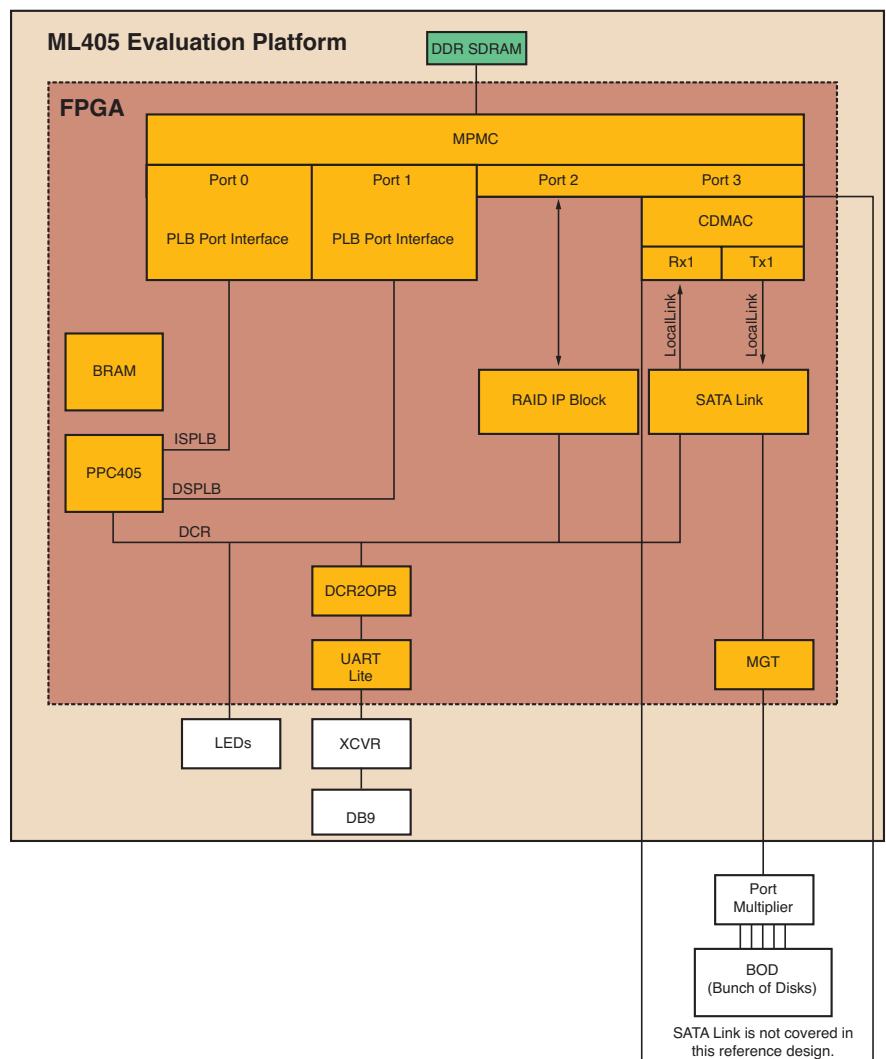 ML405 Evaluation Platform
DDR SDRAM
FPGA
MPMC
Port 0
Port 1
Port 2
Port 3
PLB Port Interface
PLB Port Interface
CDMAC
Rx1
Tx1
LocalLink
LocalLink
BRAM
RAID IP Block
SATA Link
ISPLB
PPC405
DSPLB
DCR
DCR2OPB
UART
Lite
MGT
LEDs
XCVR
DB9
Port
Multiplier
BOD
(Bunch of Disks)
SATA Link is not covered in
this reference design.